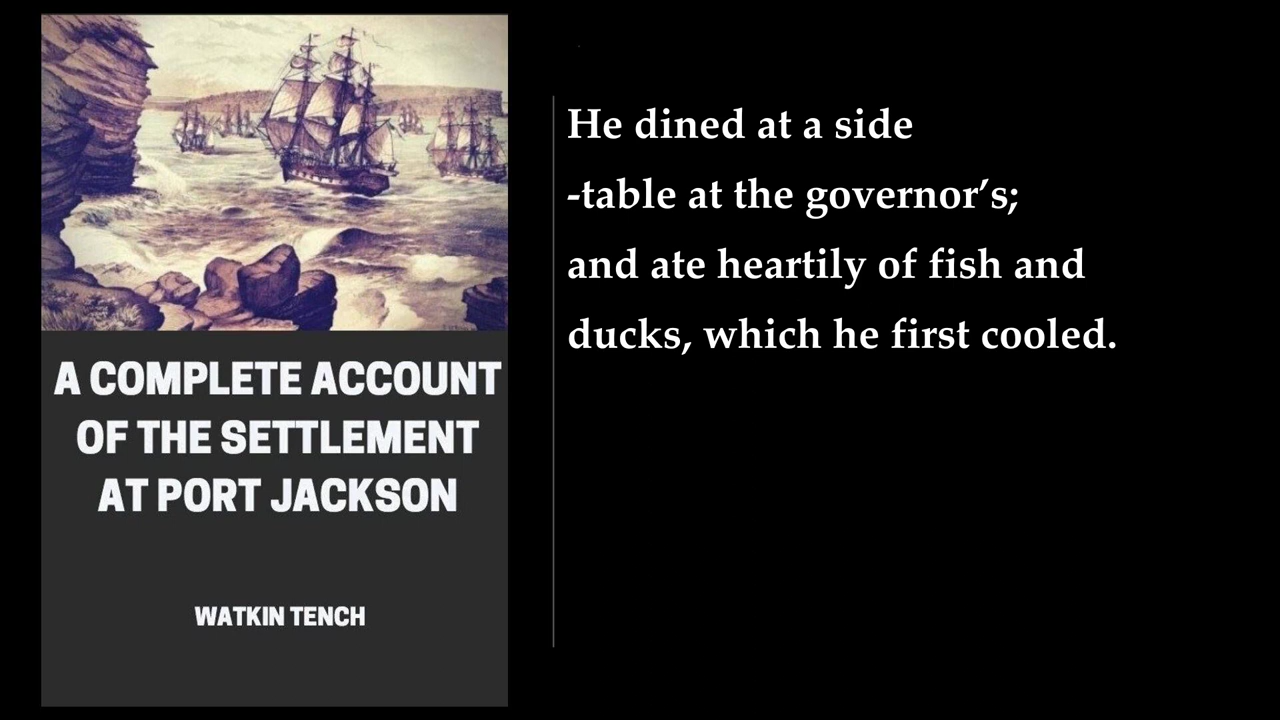 A COMPLETE ACCOUNT
OF THE SETTLEMENT
AT PORT JACKSON
WATKIN TENCH
He dined at a side
-table at the governor’s;
and ate heartily of fish and
ducks, which he first cooled.